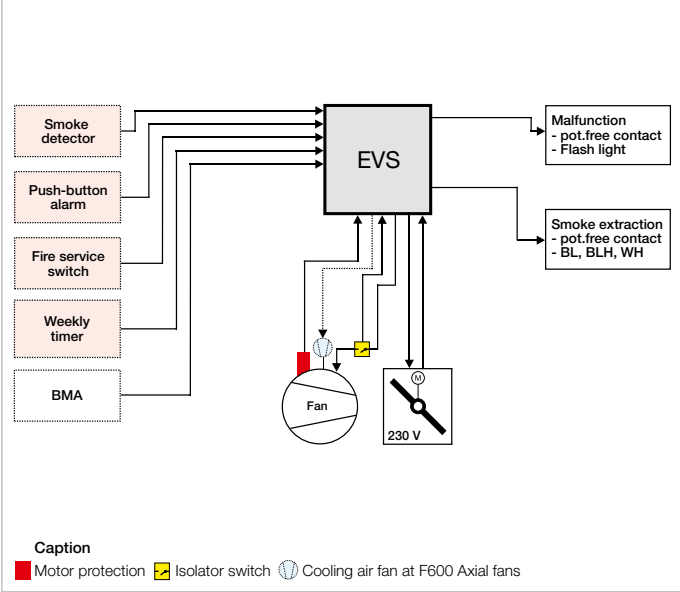 Smoke
detector
Push-button
alarm
Fire service
switch
Weekly
timer
BMA
EVS
Malfunction
- pot.free contact
- Flash light
Smoke extraction
- pot.free contact
- BL, BLH, WH
Fan
M
230 V
Caption
Motor protection Isolator switch Cooling air fan at F600 Axial fans